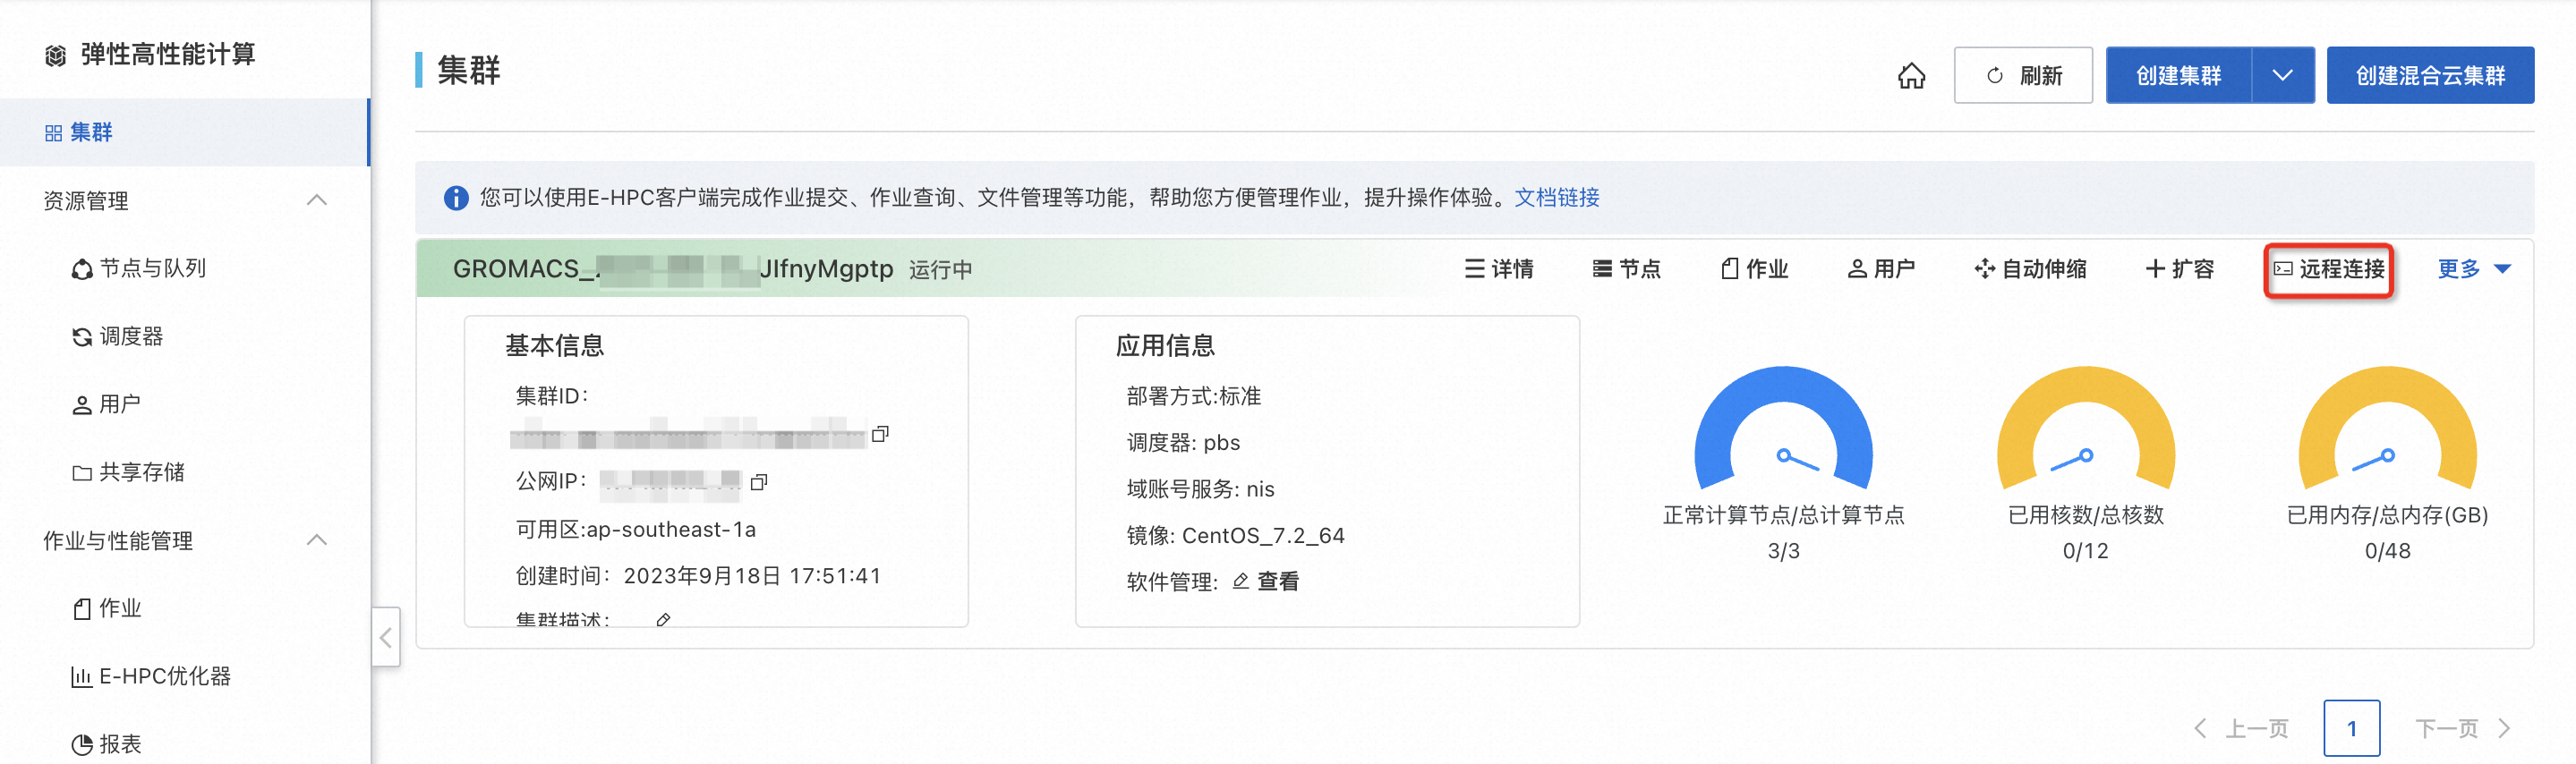 弹性高性能计算
集群
资源管理
节点与队列
调度器
用户
共享存储
作业与性能管理
作业
E-HPC优化器
报表
集群
刷新
创建集群
创建混合云集群
您可以使用E-HPC客户端完成作业提交、作业查询、文件管理等功能，帮助您方便管理作业，提升操作体验。文档链接
GROMACS_ JIfnyMgptp 运行中
详情 节点 作业 用户 自动伸缩 扩容 远程连接 更多
基本信息
集群ID：
公网IP：
可用区:ap-southeast-1a
创建时间：2023年9月18日 17:51:41
集群描述：
应用信息
部署方式:标准
调度器: pbs
域账号服务: nis
镜像: CentOS_7.2_64
软件管理: 查看
正常计算节点/总计算节点
3/3
已用核数/总核数
0/12
已用内存/总内存(GB)
0/48
上一页 1 下一页